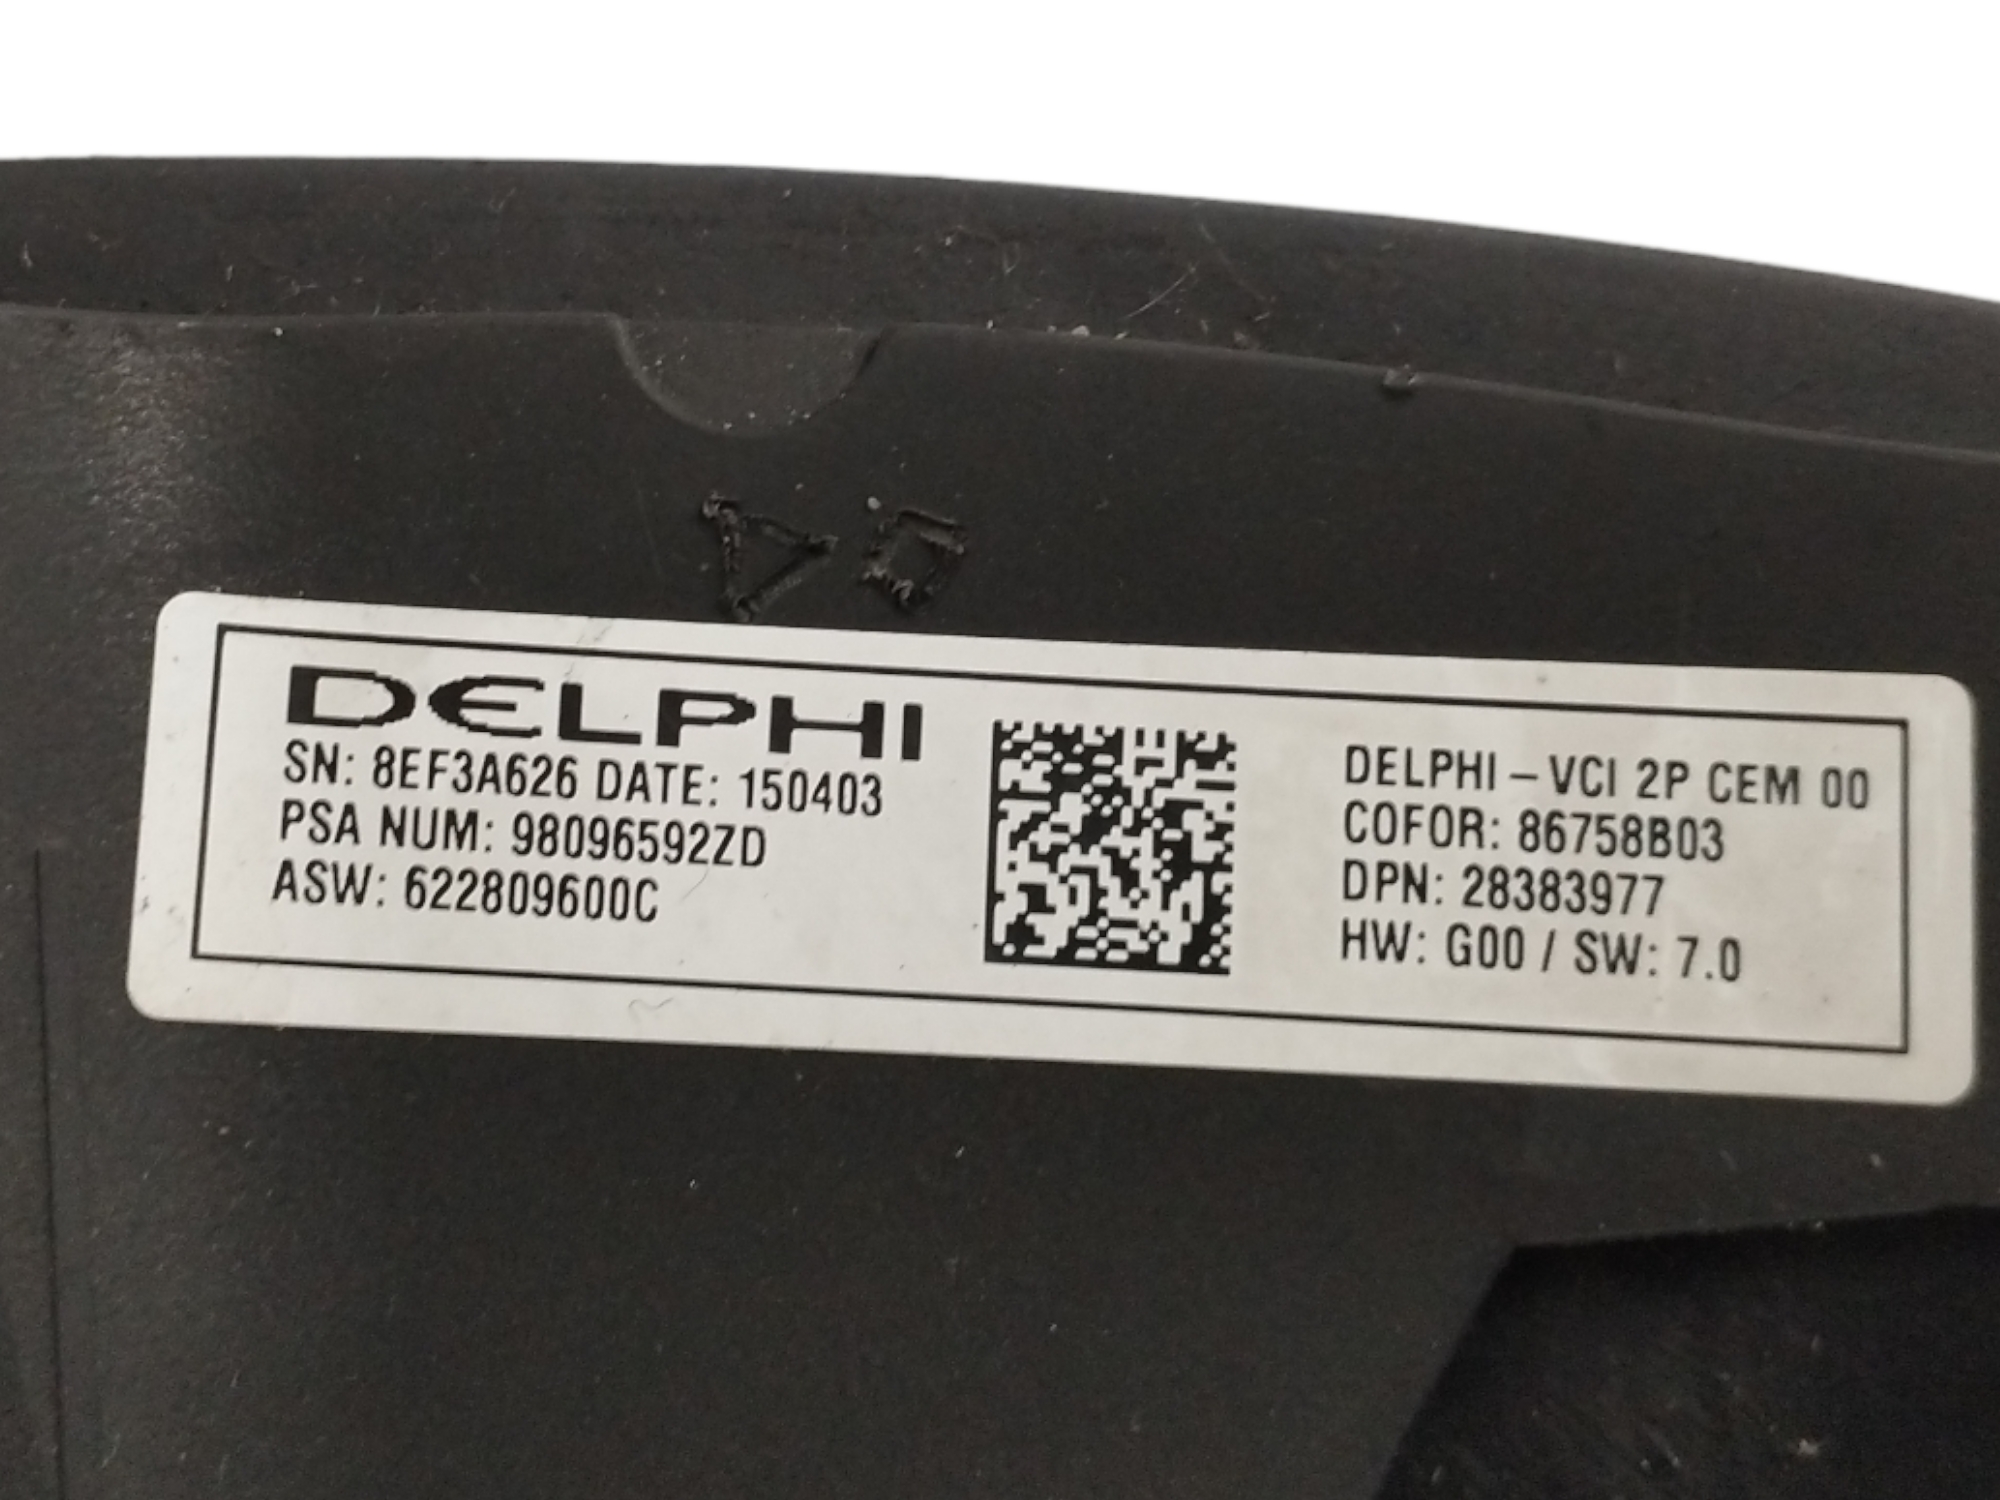 DELPHI
SN: 8EF3A626 DATE: 150403
PSA NUM: 98096592ZD
ASW: 622809600C
DELPHI – VCI 2P CEM 00
COFOR: 86758B03
DPN: 28383977
HW: G00 / SW: 7.0